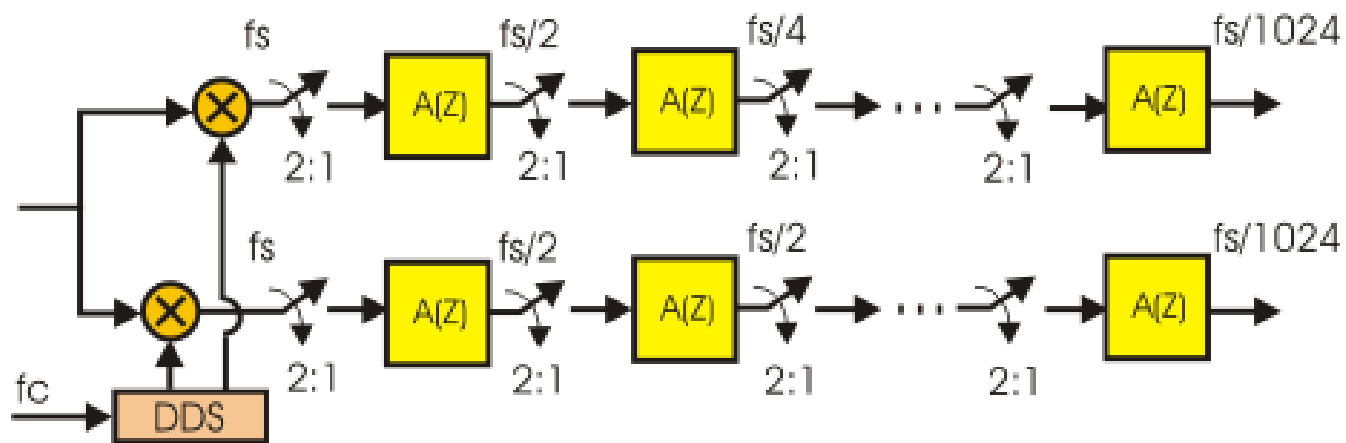 fs fs/2 fs/4 fs/1024
A(Z) A(Z) ... A(Z)
2:1 2:1 2:1 2:1
fs fs/2 fs/2 fs/1024
A(Z) A(Z) ... A(Z)
2:1 2:1 2:1 2:1
fc
DDS